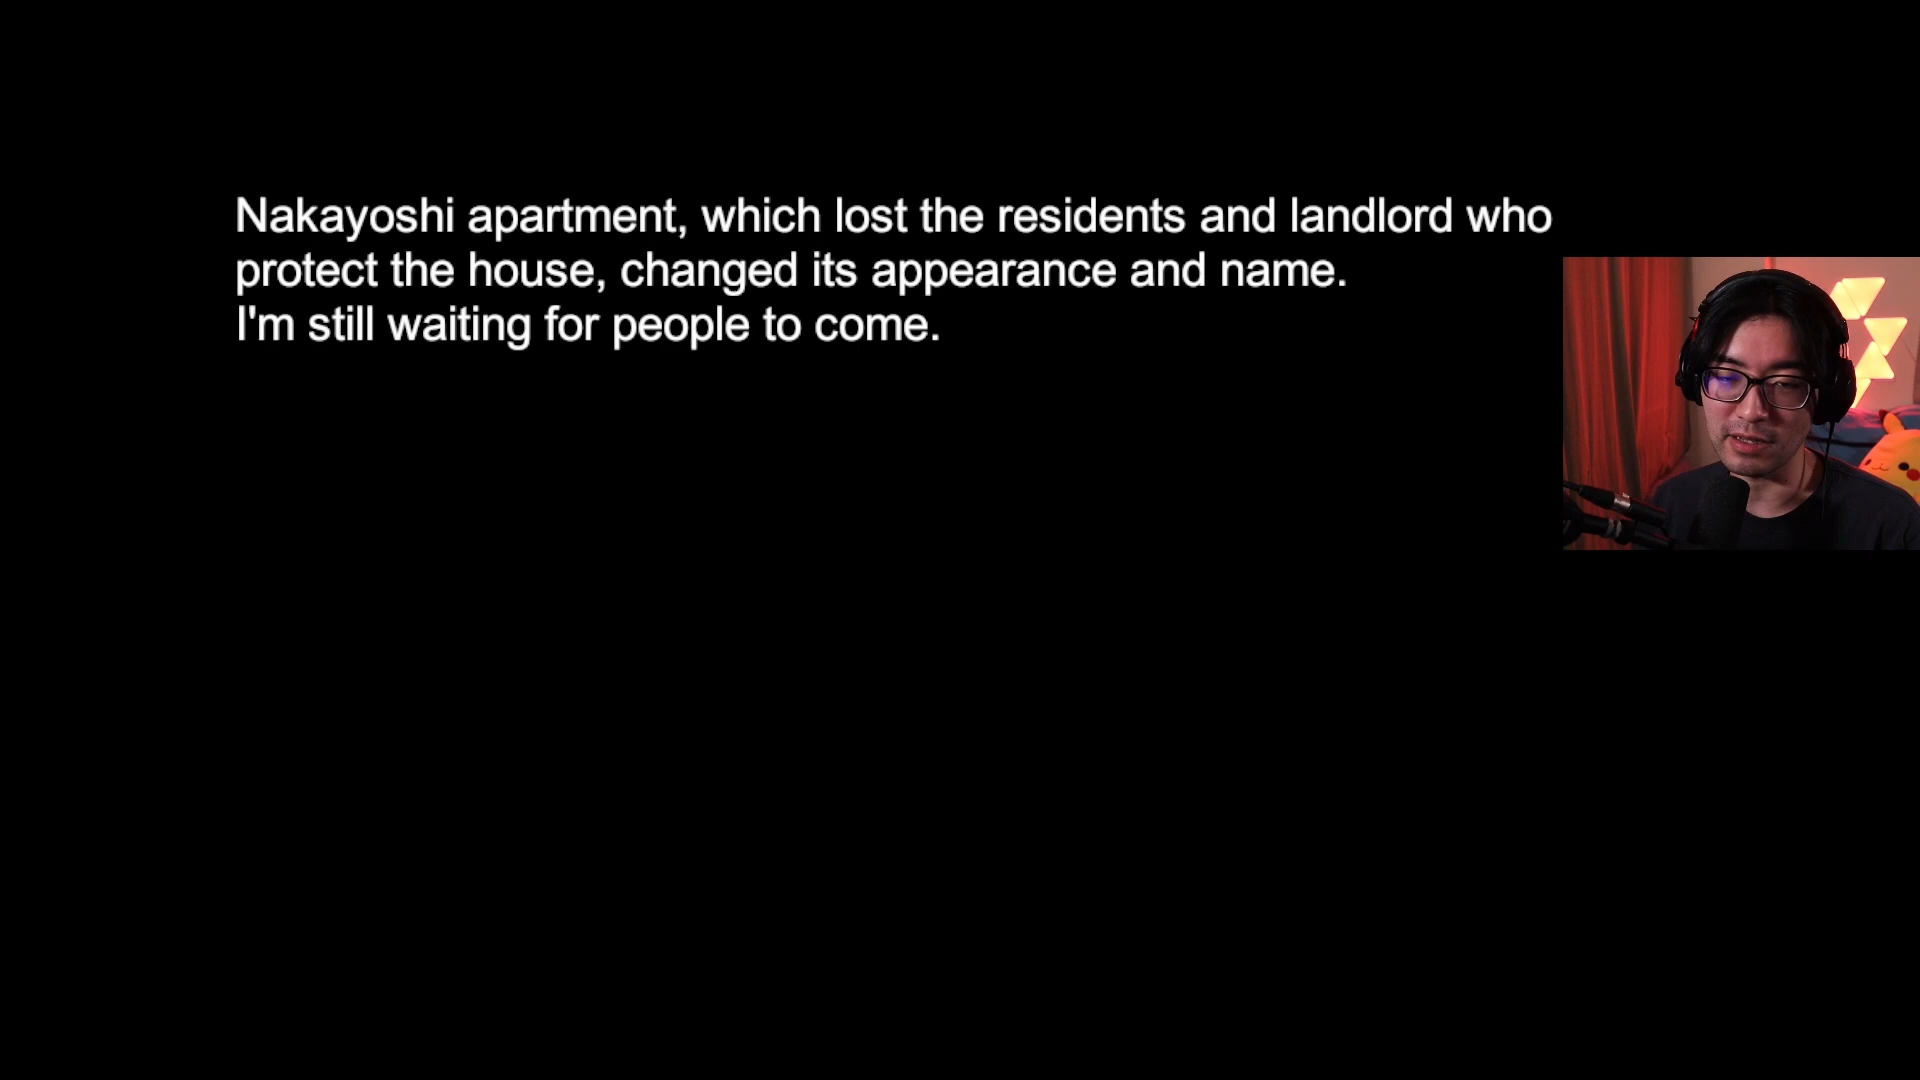 Nakayoshi apartment, which lost the residents and landlord who
protect the house, changed its appearance and name.
I'm still waiting for people to come.